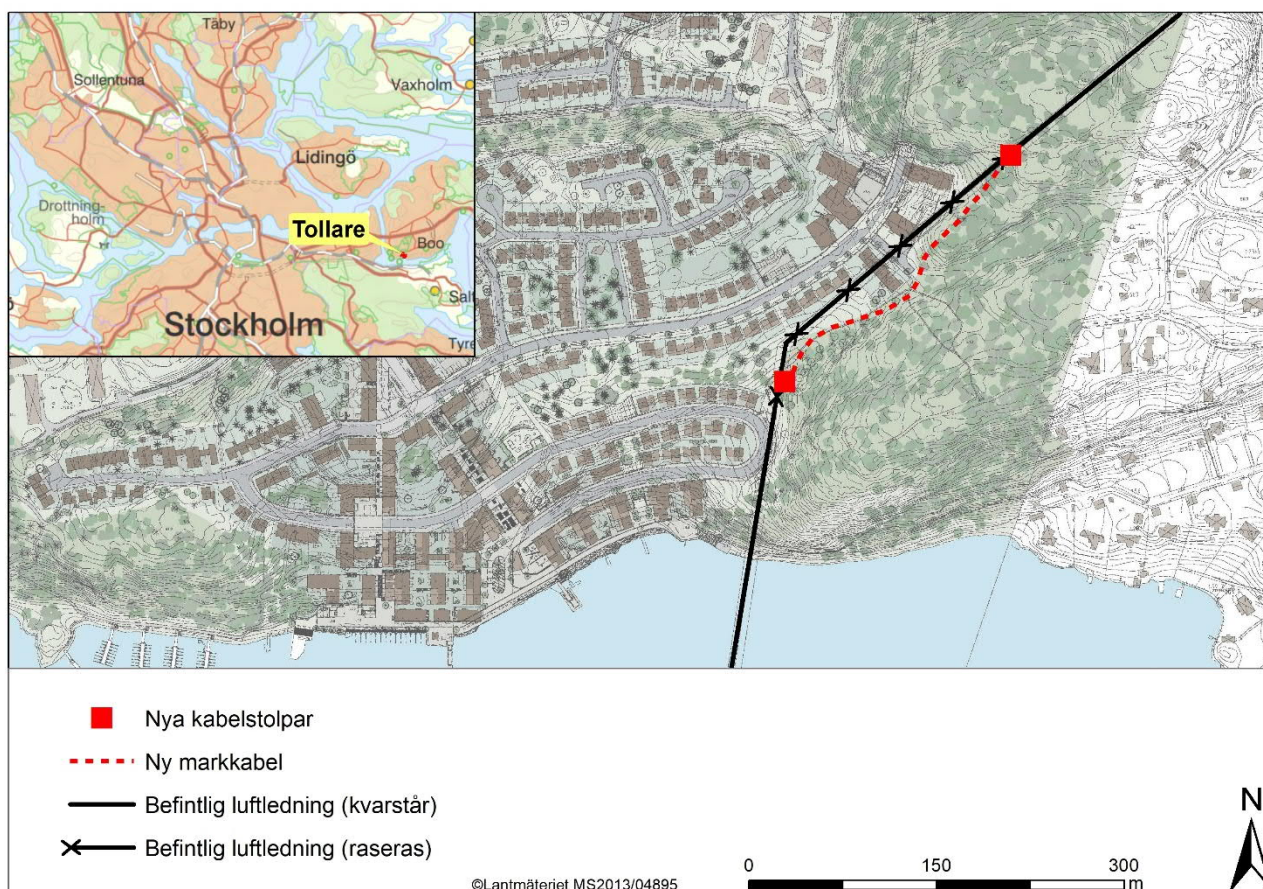 Täby
Sollentuna
Vaxholm
Lidingö
Drottning-
holm
Tollare
Boo
Stockholm
Salt
Tyre
ö
Nya kabelstolpar
Ny markkabel
Befintlig luftledning (kvarstår)
Befintlig luftledning (raseras)
©Lantmäteriet MS2013/04895
0
150
300
m
N